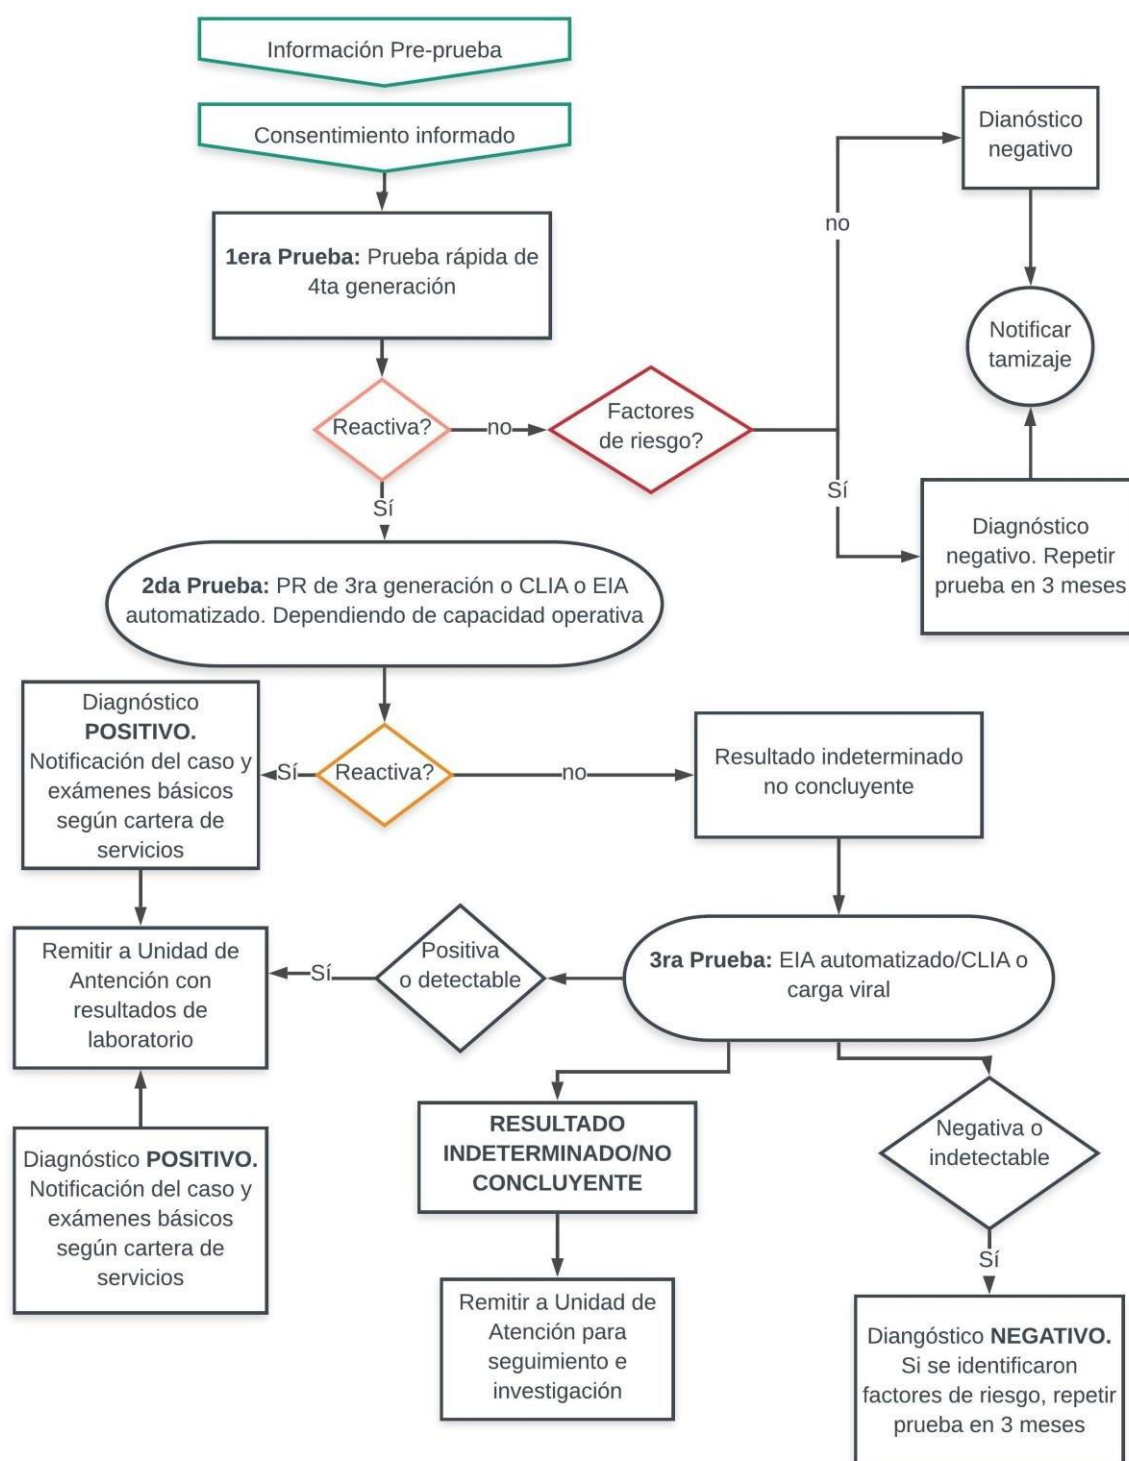 Información Pre-prueba
Consentimiento informado
1era Prueba: Prueba rápida de
4ta generación
Reactiva?
no
Factores
de riesgo?
no
Dianóstico
negativo
Notificar
tamizaje
Sí
Diagnóstico
negativo. Repetir
prueba en 3 meses
Sí
2da Prueba: PR de 3ra generación o CLIA o EIA
automatizado. Dependiendo de capacidad operativa
Reactiva?
Sí
Diagnóstico
POSITIVO.
Notificación del caso y
exámenes básicos
según cartera de
servicios
no
Resultado indeterminado
no concluyente
3ra Prueba: EIA automatizado/CLIA o
carga viral
Positiva
o detectable
Sí
Remitir a Unidad de
Antención con
resultados de
laboratorio
Diagnóstico POSITIVO.
Notificación del caso y
exámenes básicos
según cartera de
servicios
RESULTADO
INDETERMINADO/NO
CONCLUYENTE
Remitir a Unidad de
Atención para
seguimiento e
investigación
Negativa o
indetectable
Sí
Diangóstico NEGATIVO.
Si se identificaron
factores de riesgo, repetir
prueba en 3 meses